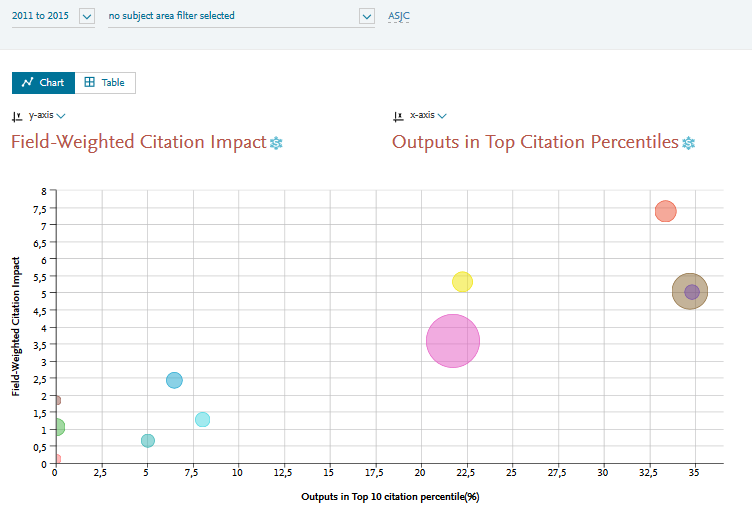 2011 to 2015 no subject area filter selected ASJC
Chart Table
y-axis x-axis
Field-Weighted Citation Impact Outputs in Top Citation Percentiles
8
7,5
7
6,5
6
5,5
5
4,5
4
3,5
3
2,5
2
1,5
1
0,5
0
Field-Weighted Citation Impact
0 2,5 5 7,5 10 12,5 15 17,5 20 22,5 25 27,5 30 32,5 35
Outputs in Top 10 citation percentile(%)